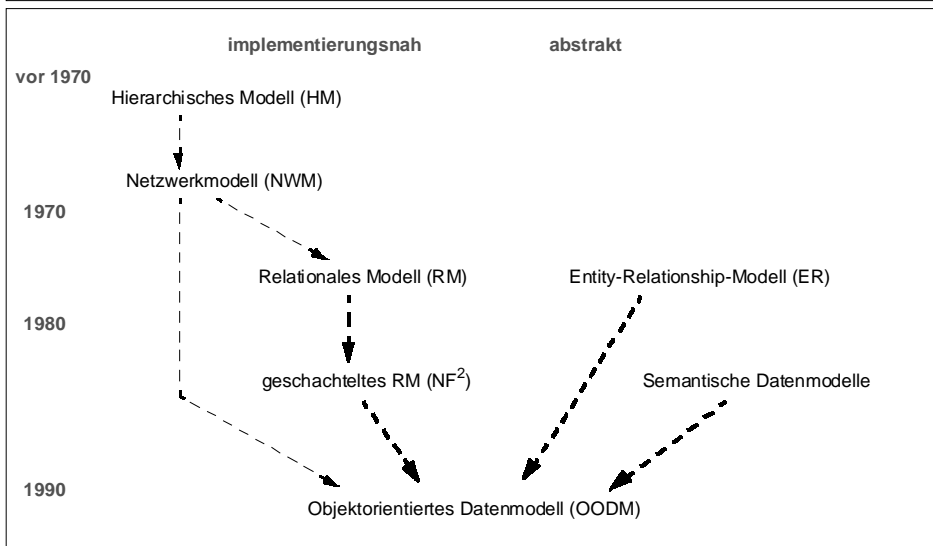 implementierungsnah abstrakt
vor 1970
Hierarchisches Modell (HM)
Netzwerkmodell (NWM)
1970
Relationales Modell (RM) Entity-Relationship-Modell (ER)
1980
geschachteltes RM (NF²) Semantische Datenmodelle
1990
Objektorientiertes Datenmodell (OODM)